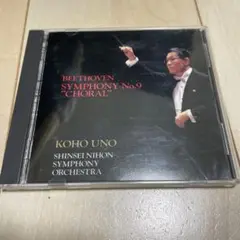 BEETHOVEN
SYMPHONY No.9
"CHORAL"
KOHO UNO
SHINSEI NIHON
SYMPHONY
ORCHESTRA